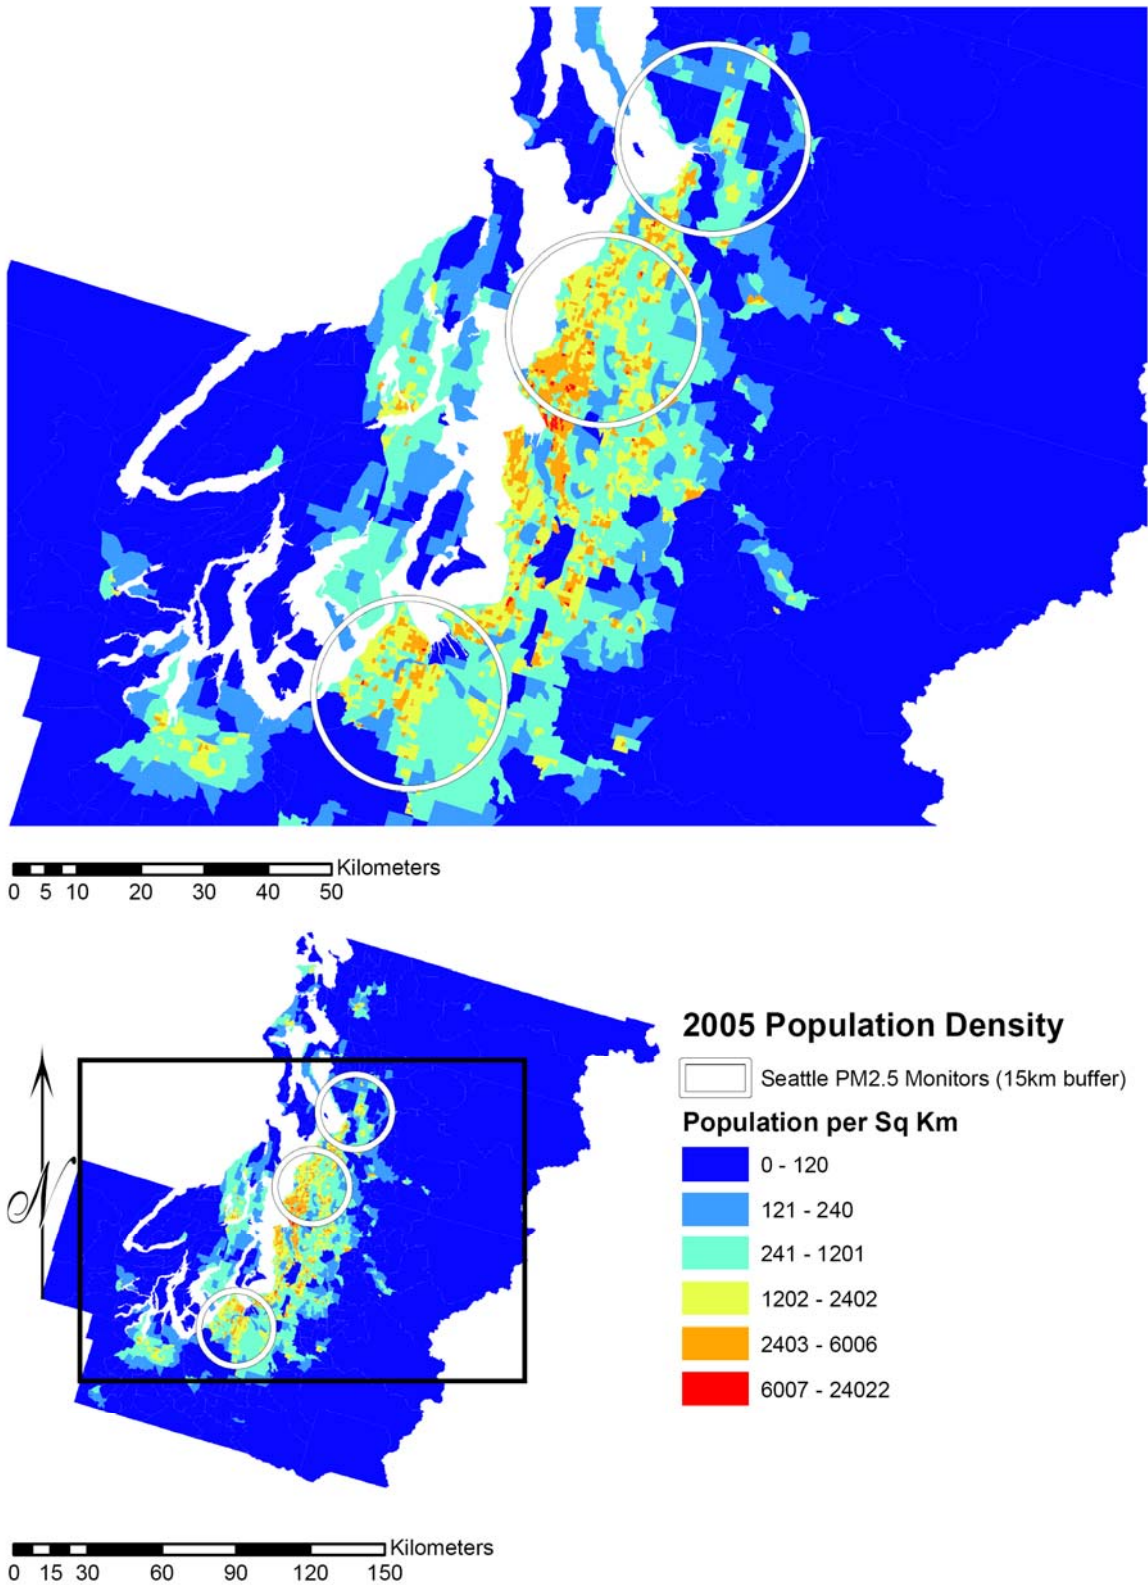 Kilometers
0 5 10 20 30 40 50
2005 Population Density
Seattle PM2.5 Monitors (15km buffer)
Population per Sq Km
0 - 120
121 - 240
241 - 1201
1202 - 2402
2403 - 6006
6007 - 24022
N
Kilometers
0 15 30 60 90 120 150